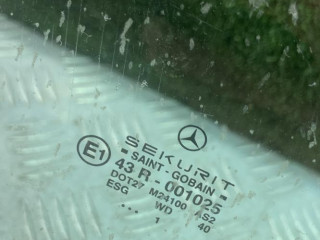 SEKURIT
- SAINT - GOBAIN -
E1 43 R - 001025
DOT27 M24100 AS2
ESG WD 40
... 1